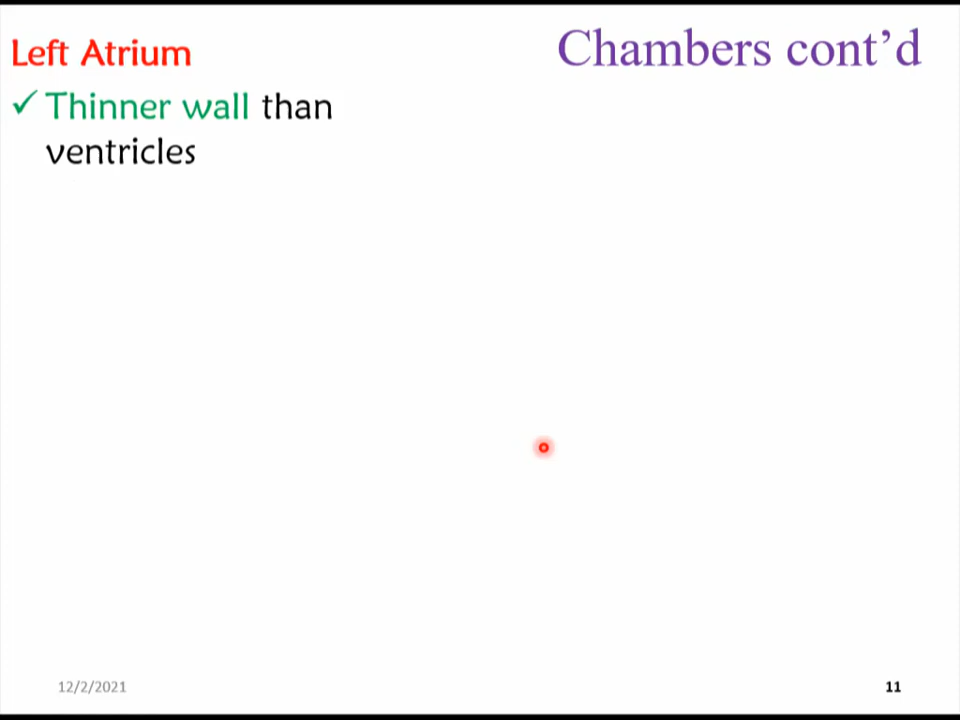 Chambers cont’d
Left Atrium
✓ Thinner wall than
ventricles
12/2/2021
11